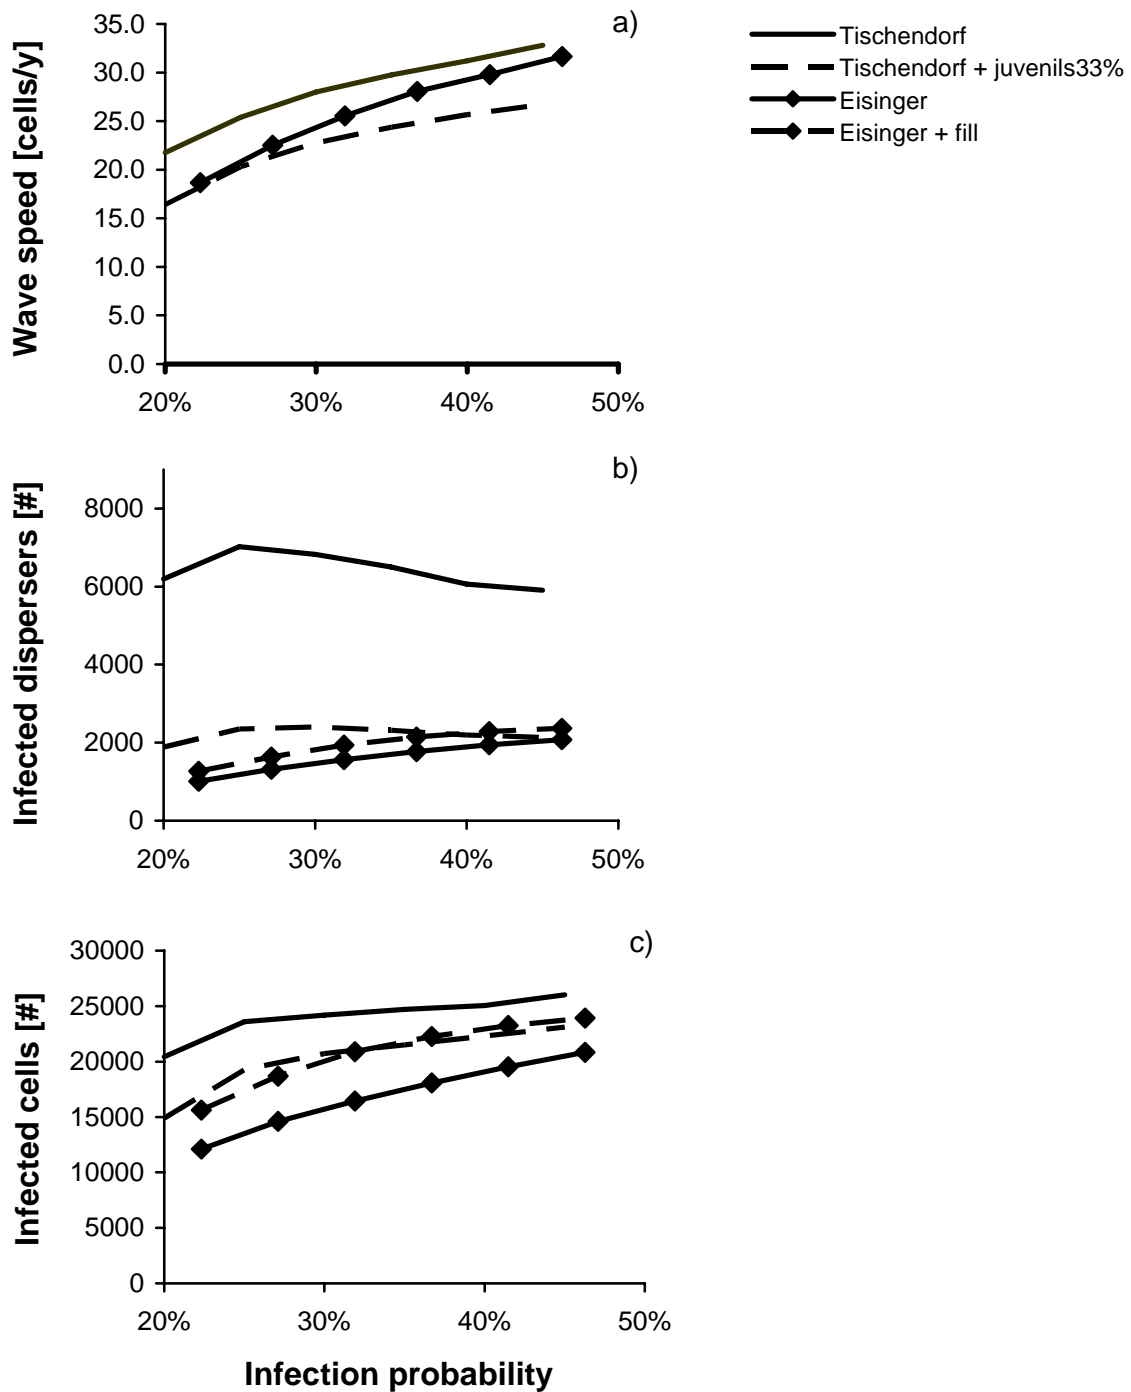 a)
Wave speed [cells/y]
35.0
30.0
25.0
20.0
15.0
10.0
5.0
0.0
20% 30% 40% 50%
Tischendorf
Tischendorf + juvenils33%
Eisinger
Eisinger + fill
b)
Infected dispersers [#]
8000
6000
4000
2000
0
20% 30% 40% 50%
c)
Infected cells [#]
30000
25000
20000
15000
10000
5000
0
20% 30% 40% 50%
Infection probability